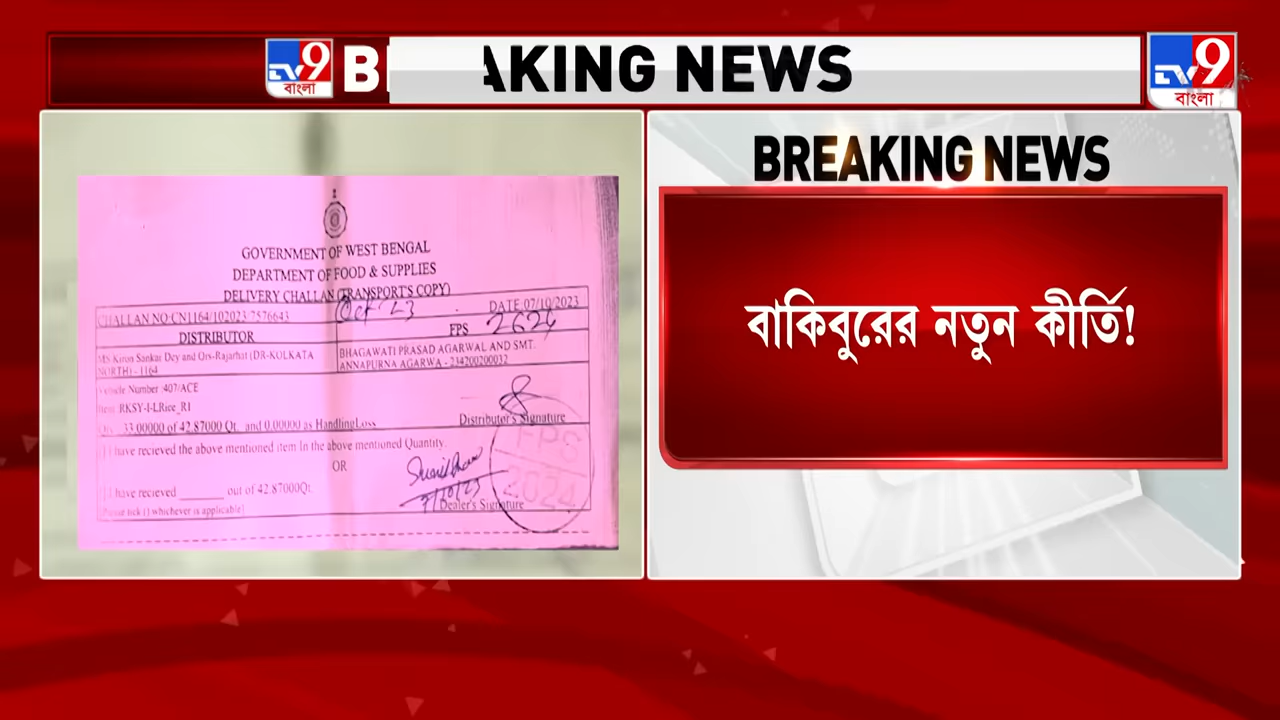 TV9
বাংলা
BREAKING NEWS
TV9
বাংলা
GOVERNMENT OF WEST BENGAL
DEPARTMENT OF FOOD & SUPPLIES
DELIVERY CHALLAN (TRANSPORT'S COPY)
CHALLAN NO:CN1164/102023/7576643
Oct 23
DATE 07/10/2023
DISTRIBUTOR
FPS 2624
MS Kiron Sankar Dey and Ors-Rajarhat (DR-KOLKATA
NORTH) - 1164
BHAGAWATI PRASAD AGARWAL AND SMT.
ANNAPURNA AGARWA - 234200200032
Vehicle Number :407/ACE
Item: RKSY-I-LRice_R1
33.00000 of 42.87000 Qt. and 0.00000 as HandlingLoss
Distributor's Signature
[ ] I have recieved the above mentioned item In the above mentioned Quantity.
OR
[ ] I have recieved _______ out of 42.87000Qt.
7/10/23
Dealer's Signature
[Please tick () whichever is applicable]
FPS
2024
BREAKING NEWS
বাকিবুরের নতুন কীর্তি!